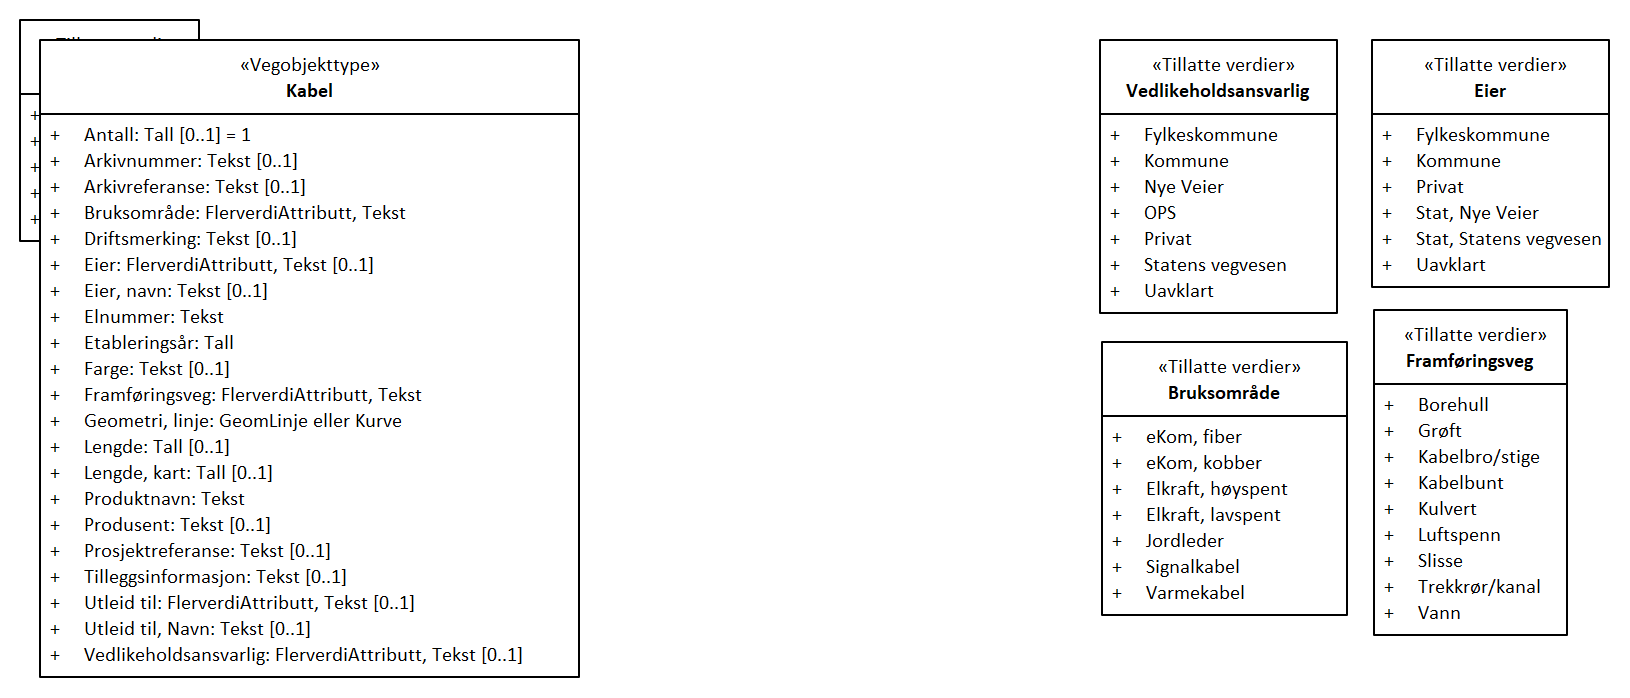 «Vegobjekttype»
Kabel
+ Antall: Tall [0..1] = 1
+ Arkivnummer: Tekst [0..1]
+ Arkivreferanse: Tekst [0..1]
+ Bruksområde: FlerverdiAttributt, Tekst
+ Driftsmerking: Tekst [0..1]
+ Eier: FlerverdiAttributt, Tekst [0..1]
+ Eier, navn: Tekst [0..1]
+ Elnummer: Tekst
+ Etableringsår: Tall
+ Farge: Tekst [0..1]
+ Framføringsveg: FlerverdiAttributt, Tekst
+ Geometri, linje: GeomLinje eller Kurve
+ Lengde: Tall [0..1]
+ Lengde, kart: Tall [0..1]
+ Produktnavn: Tekst
+ Produsent: Tekst [0..1]
+ Prosjektreferanse: Tekst [0..1]
+ Tilleggsinformasjon: Tekst [0..1]
+ Utleid til: FlerverdiAttributt, Tekst [0..1]
+ Utleid til, Navn: Tekst [0..1]
+ Vedlikeholdsansvarlig: FlerverdiAttributt, Tekst [0..1]
«Tillatte verdier»
Vedlikeholdsansvarlig
+ Fylkeskommune
+ Kommune
+ Nye Veier
+ OPS
+ Privat
+ Statens vegvesen
+ Uavklart
«Tillatte verdier»
Eier
+ Fylkeskommune
+ Kommune
+ Privat
+ Stat, Nye Veier
+ Stat, Statens vegvesen
+ Uavklart
«Tillatte verdier»
Bruksområde
+ eKom, fiber
+ eKom, kobber
+ Elkraft, høyspent
+ Elkraft, lavspent
+ Jordleder
+ Signalkabel
+ Varmekabel
«Tillatte verdier»
Framføringsveg
+ Borehull
+ Grøft
+ Kabelbro/stige
+ Kabelbunt
+ Kulvert
+ Luftspenn
+ Slisse
+ Trekkrør/kanal
+ Vann